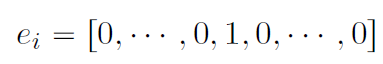 e_i = [0, ⋯ , 0, 1, 0, ⋯ , 0]